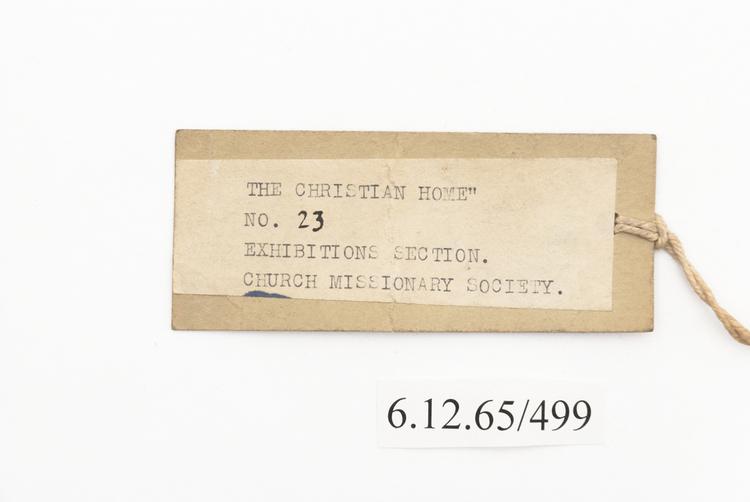 THE CHRISTIAN HOME"
NO. 23
EXHIBITIONS SECTION.
CHURCH MISSIONARY SOCIETY.
6.12.65/499